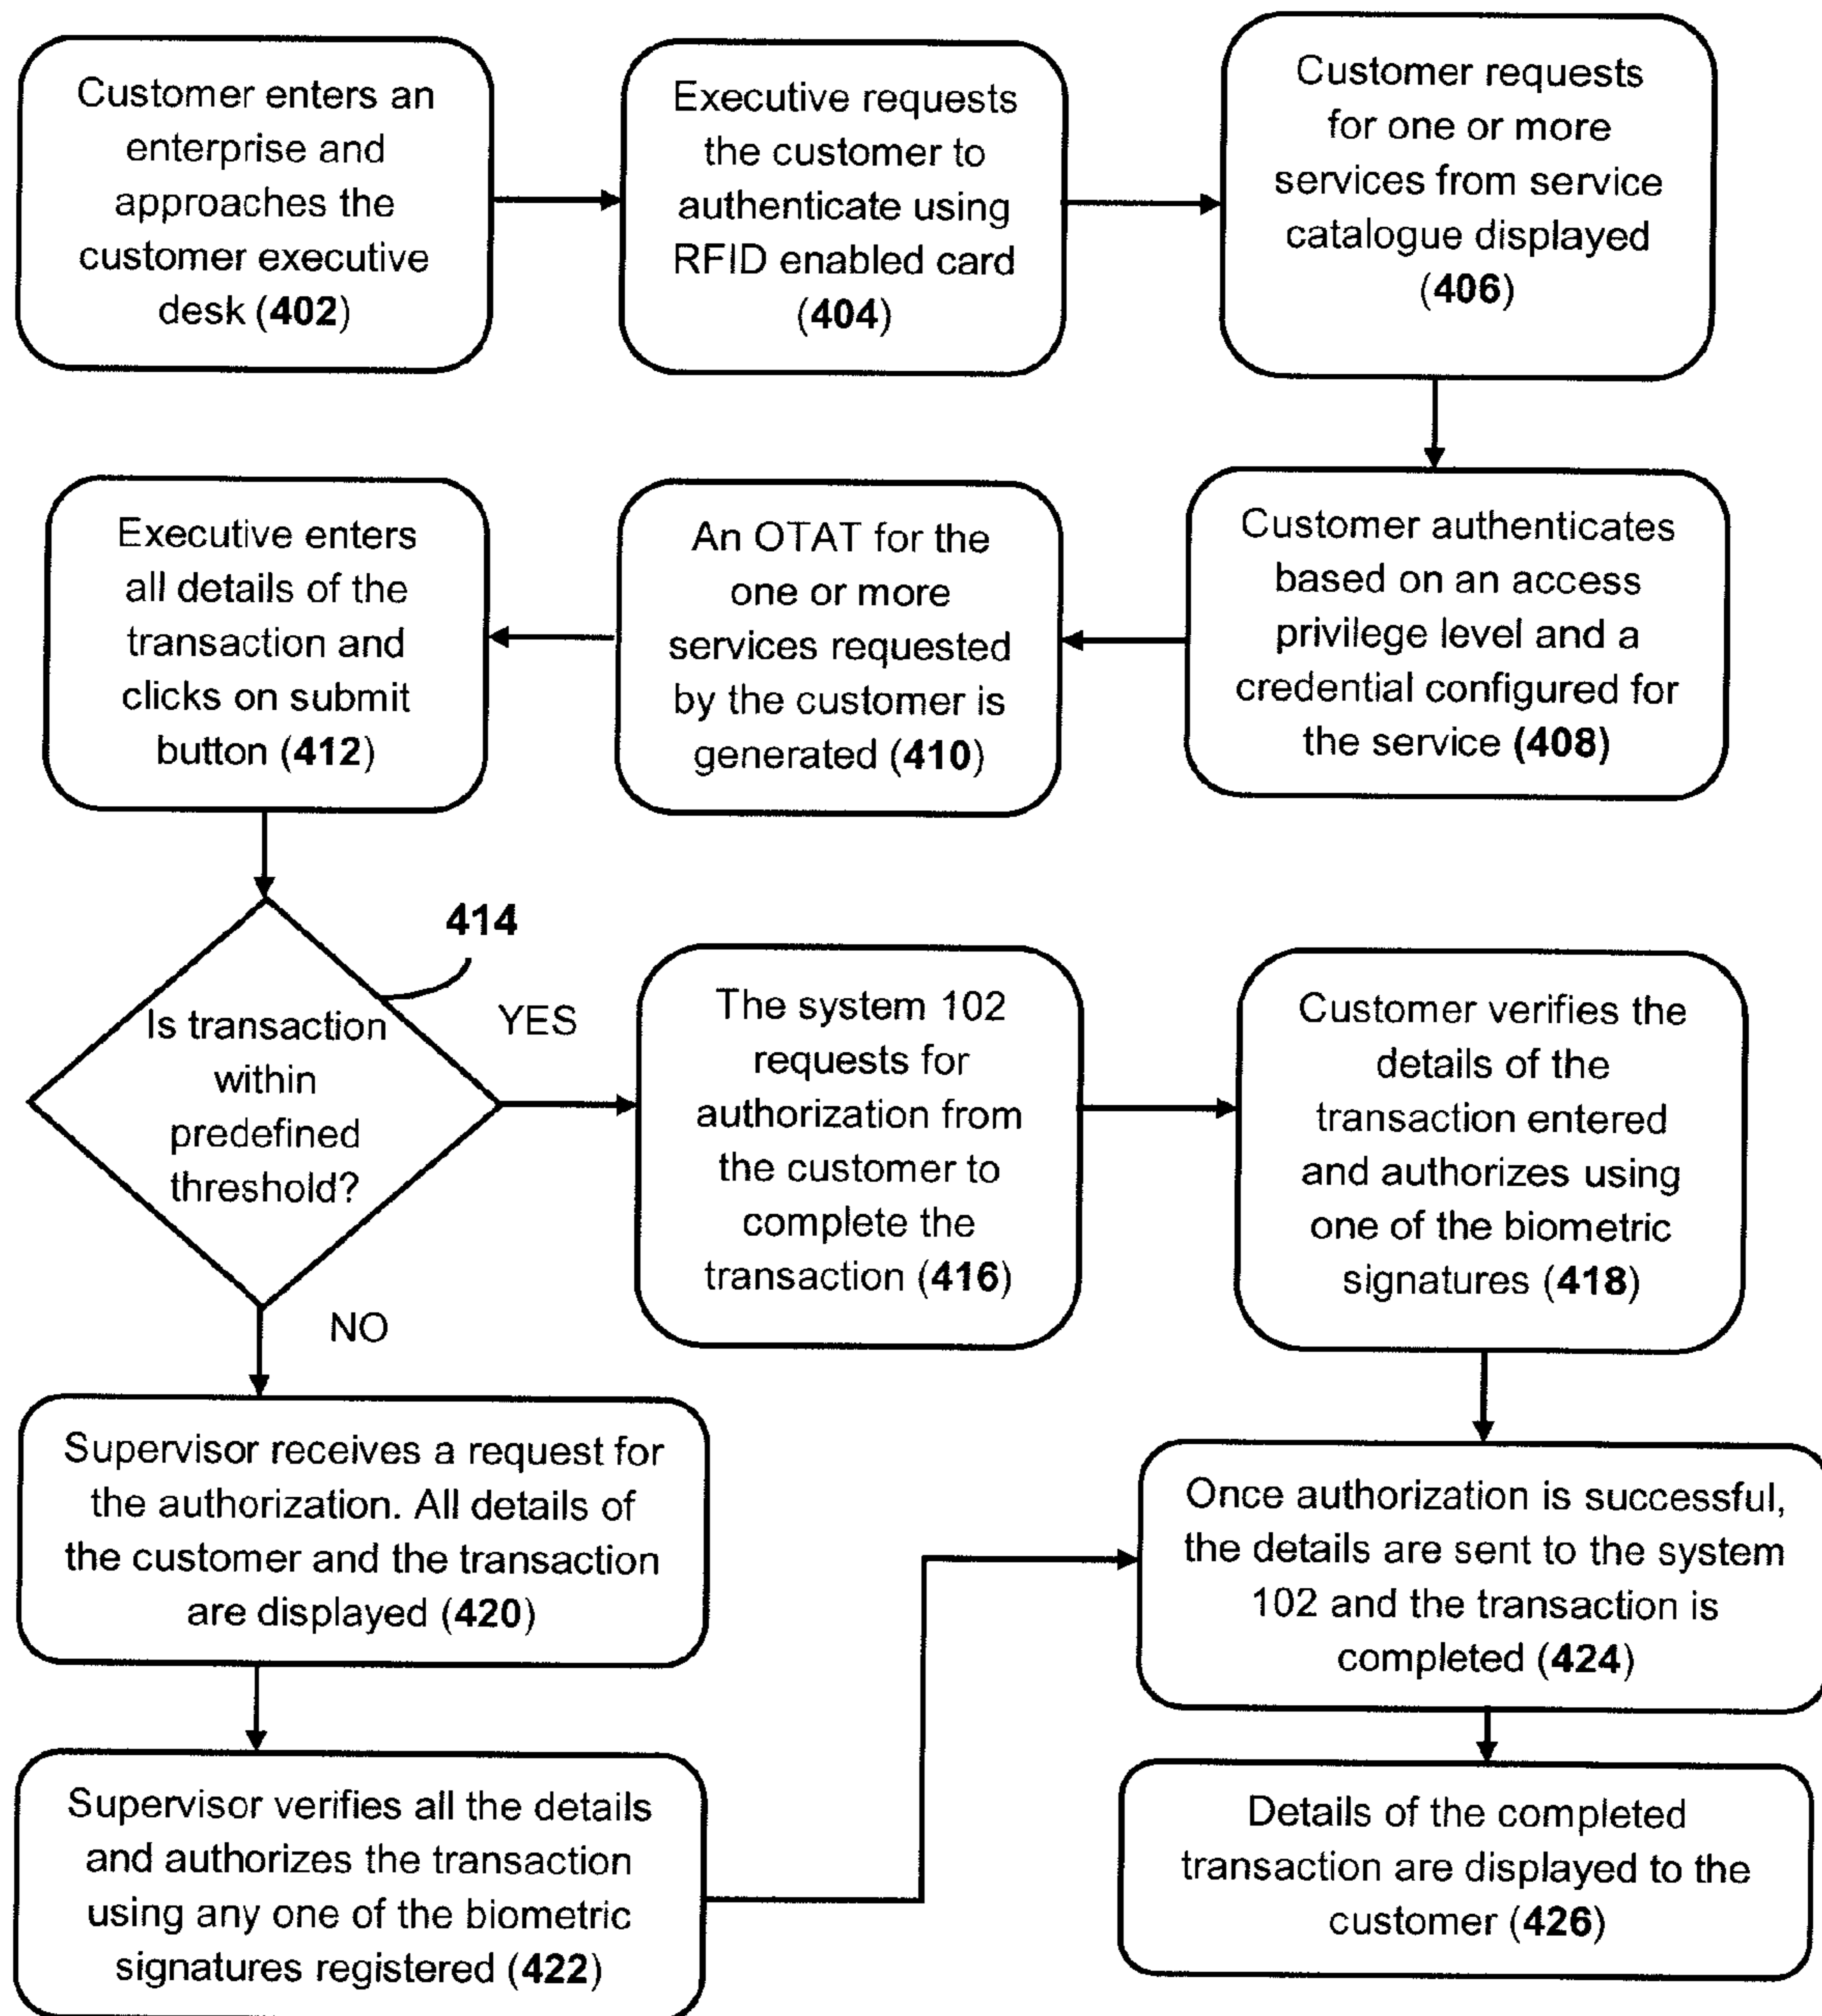 Customer enters an
enterprise and
approaches the
customer executive
desk (402)
Executive requests
the customer to
authenticate using
RFID enabled card
(404)
Customer requests
for one or more
services from service
catalogue displayed
(406)
Customer authenticates
based on an access
privilege level and a
credential configured for
the service (408)
An OTAT for the
one or more
services requested
by the customer is
generated (410)
Executive enters
all details of the
transaction and
clicks on submit
button (412)
414
Is transaction
within
predefined
threshold?
YES
The system 102
requests for
authorization from
the customer to
complete the
transaction (416)
Customer verifies the
details of the
transaction entered
and authorizes using
one of the biometric
signatures (418)
NO
Supervisor receives a request for
the authorization. All details of
the customer and the transaction
are displayed (420)
Supervisor verifies all the details
and authorizes the transaction
using any one of the biometric
signatures registered (422)
Once authorization is successful,
the details are sent to the system
102 and the transaction is
completed (424)
Details of the completed
transaction are displayed to the
customer (426)